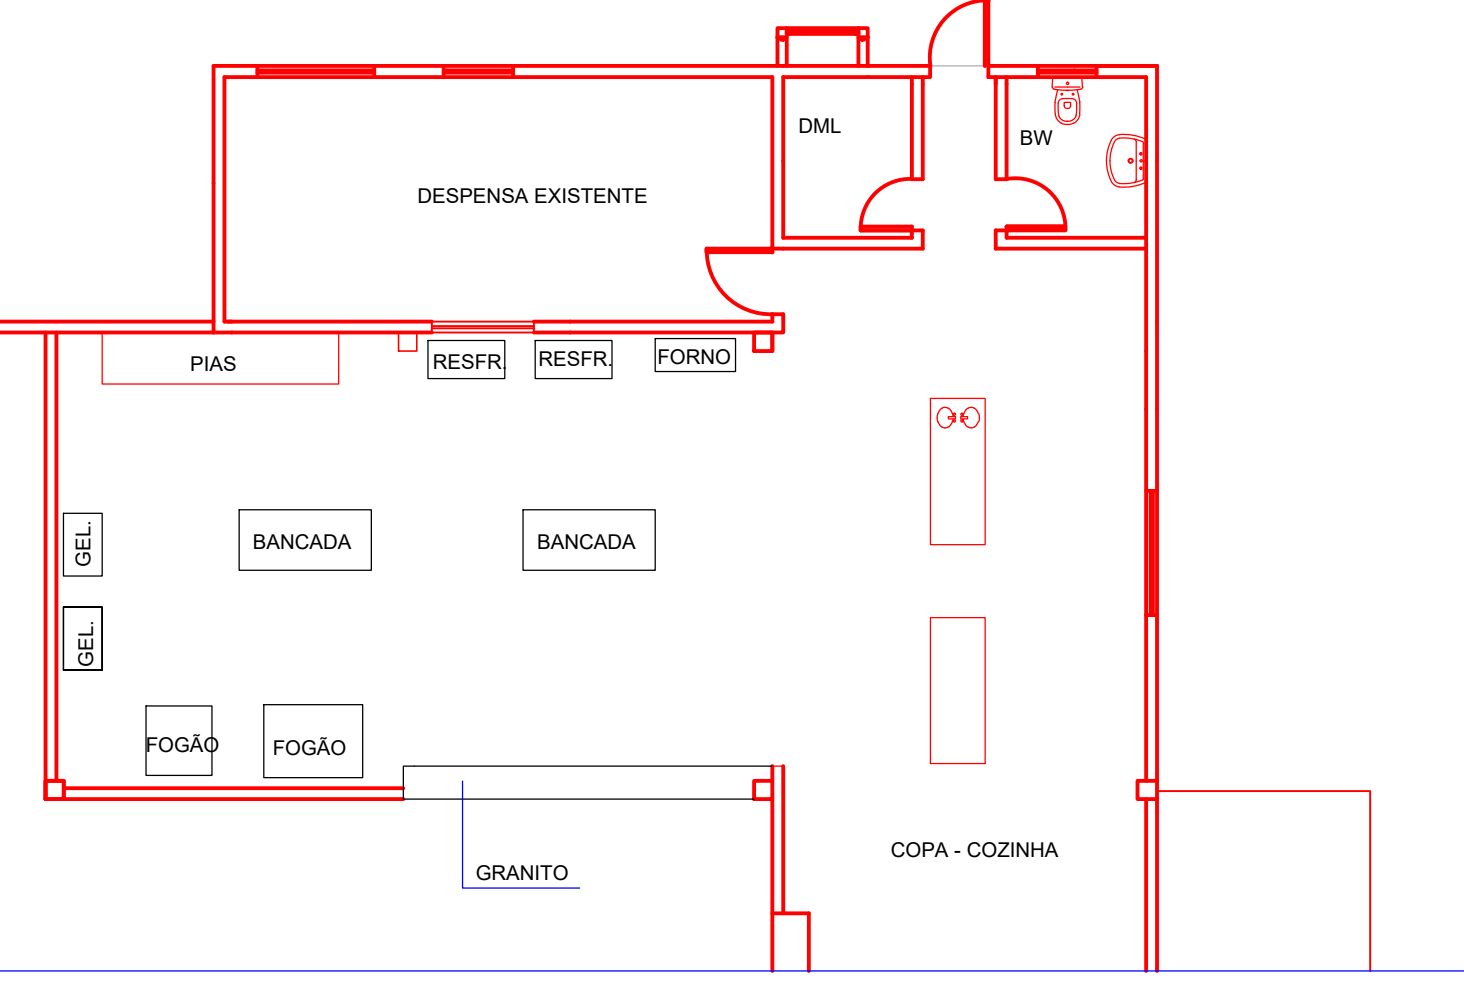 DML
BW
DESPENSA EXISTENTE
PIAS
RESFR.
RESFR.
FORNO
GEL.
BANCADA
BANCADA
GEL.
FOGÃO
FOGÃO
GRANITO
COPA - COZINHA